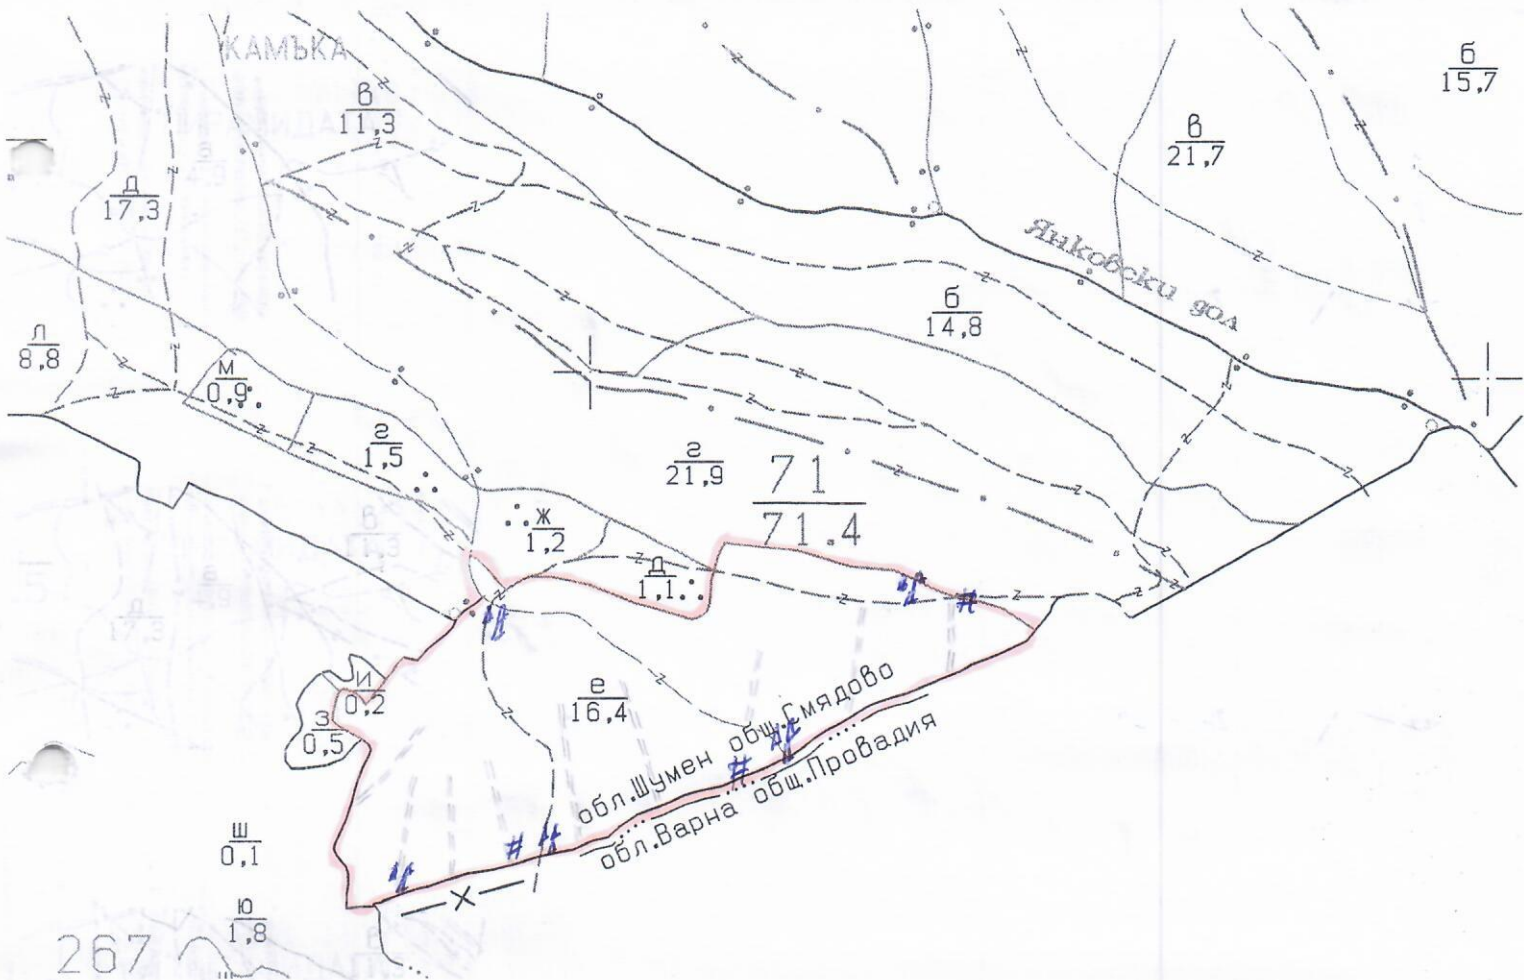 КАМЪКА
в
11,3
б
15,7
в
21,7
д
17,3
Янковски дол
б
14,8
л
8,8
м
0,9
г
1,5
г
21,9
71
71.4
ж
1,2
д
1,1
и
0,2
з
0,5
е
16,4
обл.Шумен общ.Смядово
обл.Варна общ.Провадия
ш
0,1
ю
1,8
267